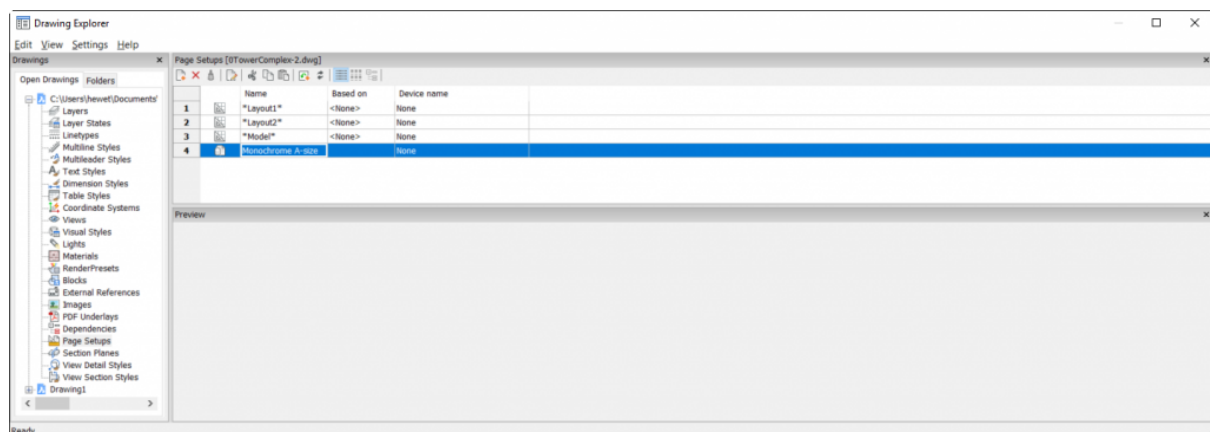 Drawing Explorer
Edit View Settings Help
Drawings
Open Drawings Folders
C:\Users\hewet\Documents'
Layers
Layer States
Linetypes
Multiline Styles
Multileader Styles
Text Styles
Dimension Styles
Table Styles
Coordinate Systems
Views
Visual Styles
Lights
Materials
RenderPresets
Blocks
External References
Images
PDF Underlays
Dependencies
Page Setups
Section Planes
View Detail Styles
View Section Styles
Drawing1
Page Setups [0TowerComplex-2.dwg]
Name Based on Device name
1 *Layout1* <None> None
2 *Layout2* <None> None
3 *Model* <None> None
4 Monochrome A-size None
Preview
Ready